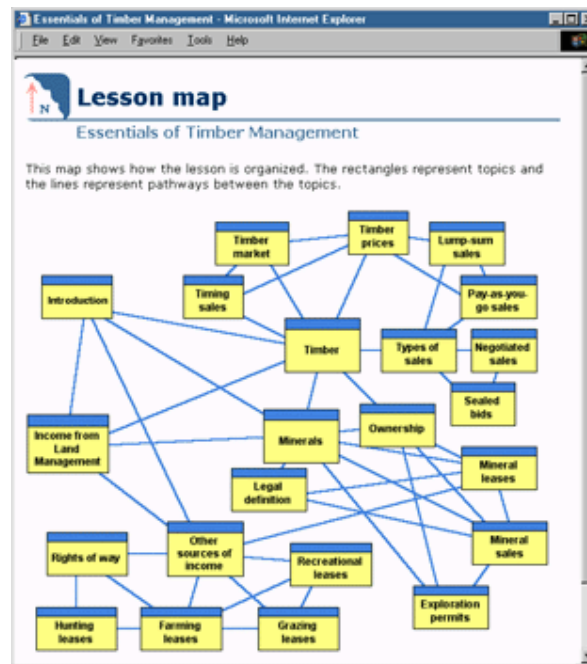 Essentials of Timber Management - Microsoft Internet Explorer
File Edit View Favorites Tools Help
N
Lesson map
Essentials of Timber Management
This map shows how the lesson is organized. The rectangles represent topics and
the lines represent pathways between the topics.
Timber
market
Timber
prices
Lump-sum
sales
Introduction
Timing
sales
Pay-as-you-
go sales
Timber
Types of
sales
Negotiated
sales
Sealed
bids
Income from
Land
Management
Minerals
Ownership
Legal
definition
Mineral
leases
Rights of way
Other
sources of
income
Recreational
leases
Mineral
sales
Hunting
leases
Farming
leases
Grazing
leases
Exploration
permits